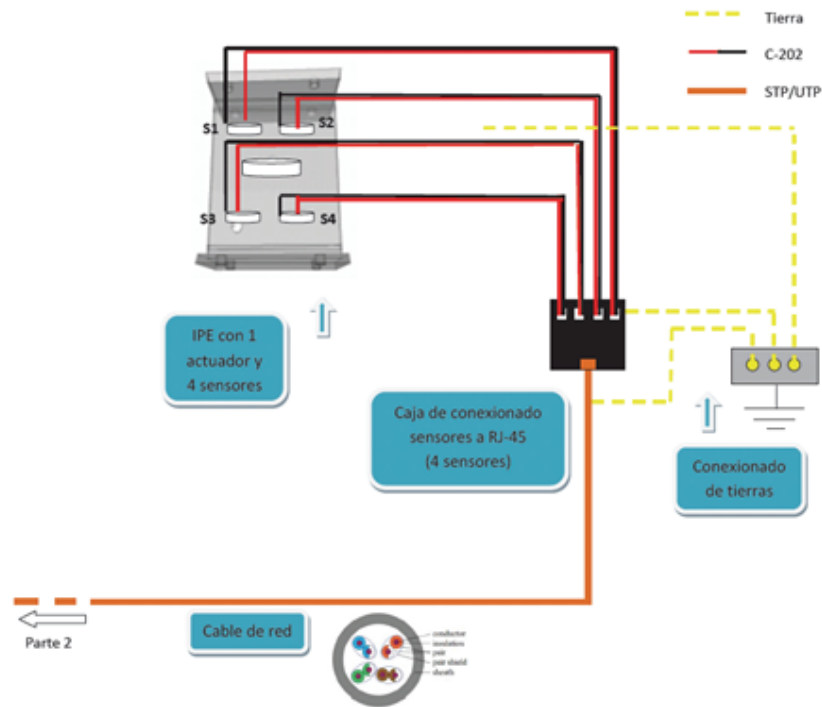 Tierra
C-202
STP/UTP
S1
S2
S3
S4
IPE con 1
actuador y
4 sensores
Caja de conexionado
sensores a RJ-45
(4 sensores)
Conexionado
de tierras
Parte 2
Cable de red
conductor
insulation
pair
pair shield
sheath